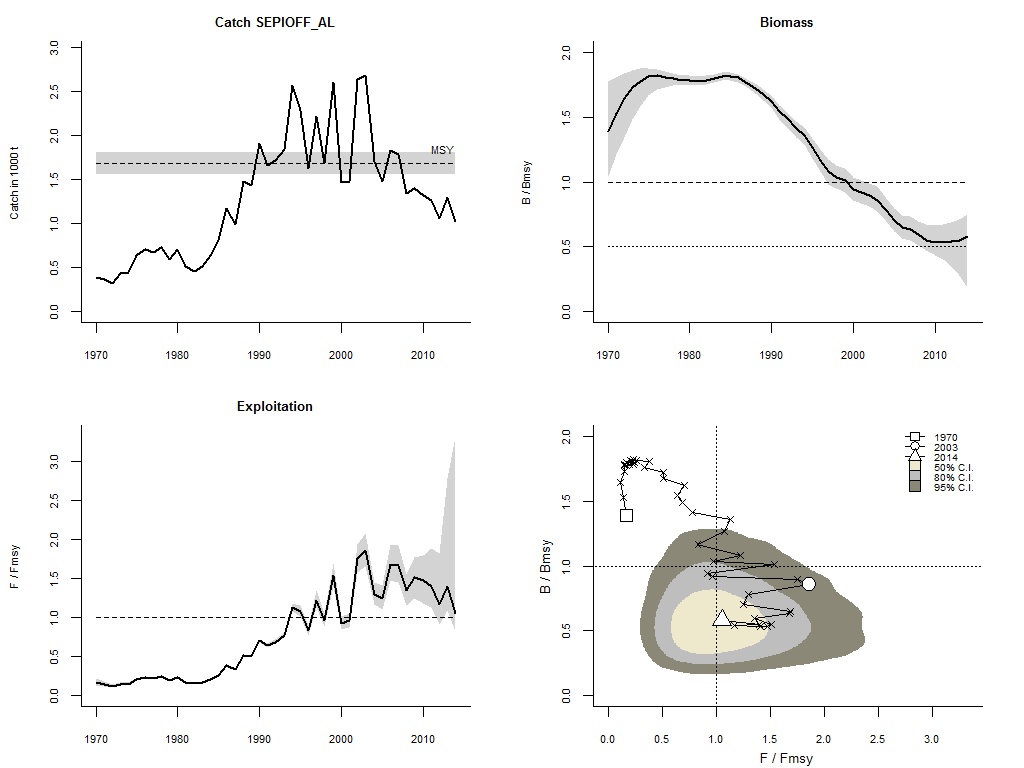 Catch SEPIOFF_AL
Catch in 1000 t
3.0
2.5
2.0
1.5
1.0
0.5
0.0
MSY
1970 1980 1990 2000 2010
Biomass
B / Bmsy
2.0
1.5
1.0
0.5
0.0
1970 1980 1990 2000 2010
Exploitation
F / Fmsy
3.0
2.5
2.0
1.5
1.0
0.5
0.0
1970 1980 1990 2000 2010
B / Bmsy
2.0
1.5
1.0
0.5
0.0
1970
2003
2014
50% C.I.
80% C.I.
95% C.I.
0.0 0.5 1.0 1.5 2.0 2.5 3.0
F / Fmsy